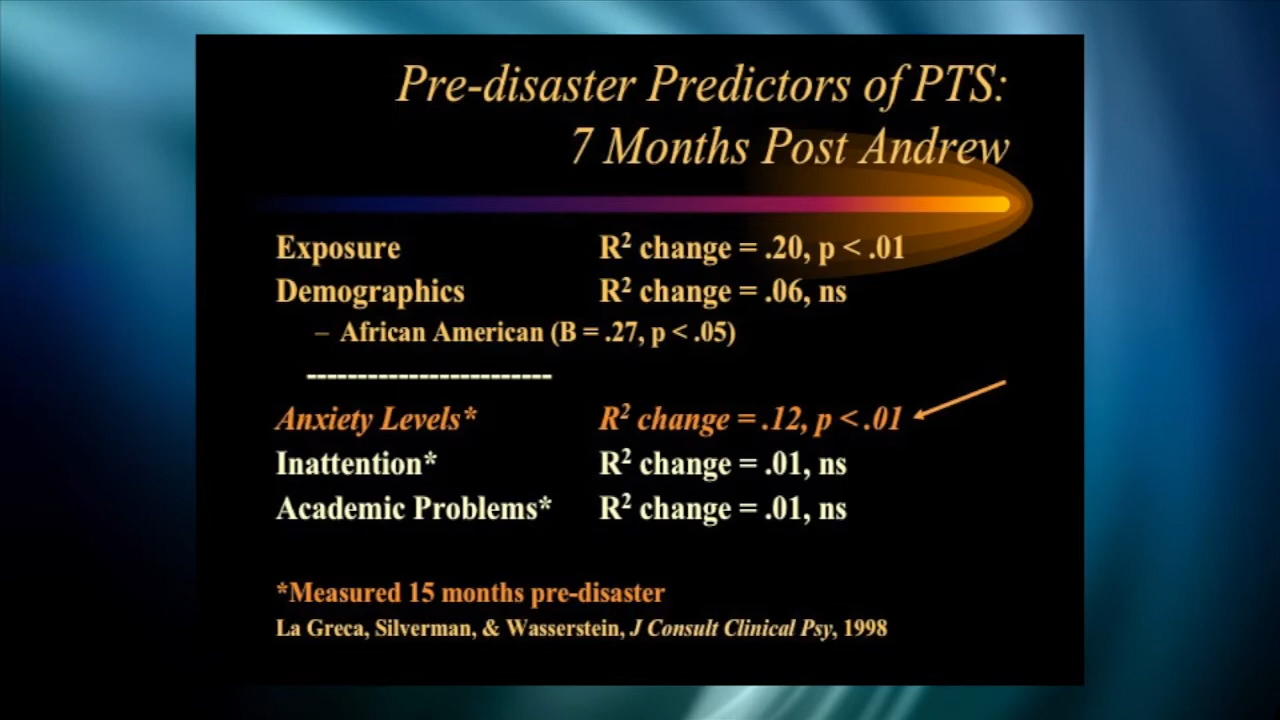 Pre-disaster Predictors of PTS:
7 Months Post Andrew
Exposure R² change = .20, p < .01
Demographics R² change = .06, ns
– African American (B = .27, p < .05)
------------------------
Anxiety Levels* R² change = .12, p < .01
Inattention* R² change = .01, ns
Academic Problems* R² change = .01, ns
*Measured 15 months pre-disaster
La Greca, Silverman, & Wasserstein, J Consult Clinical Psy, 1998